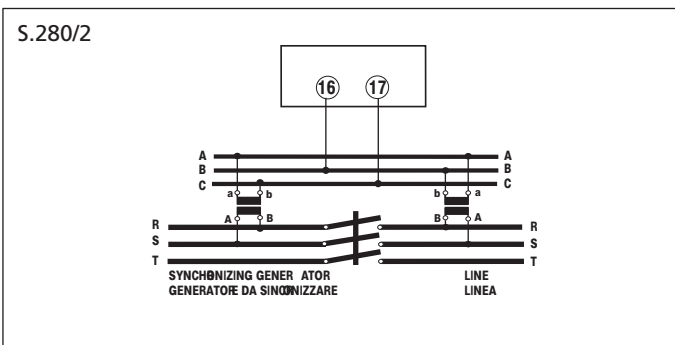 S.280/2
16 17
A A
B B
C C
a b b a
A B B A
R R
S S
T T
SYNCHRONIZING GENERATOR LINE
GENERATORE DA SINCRONIZZARE LINEA